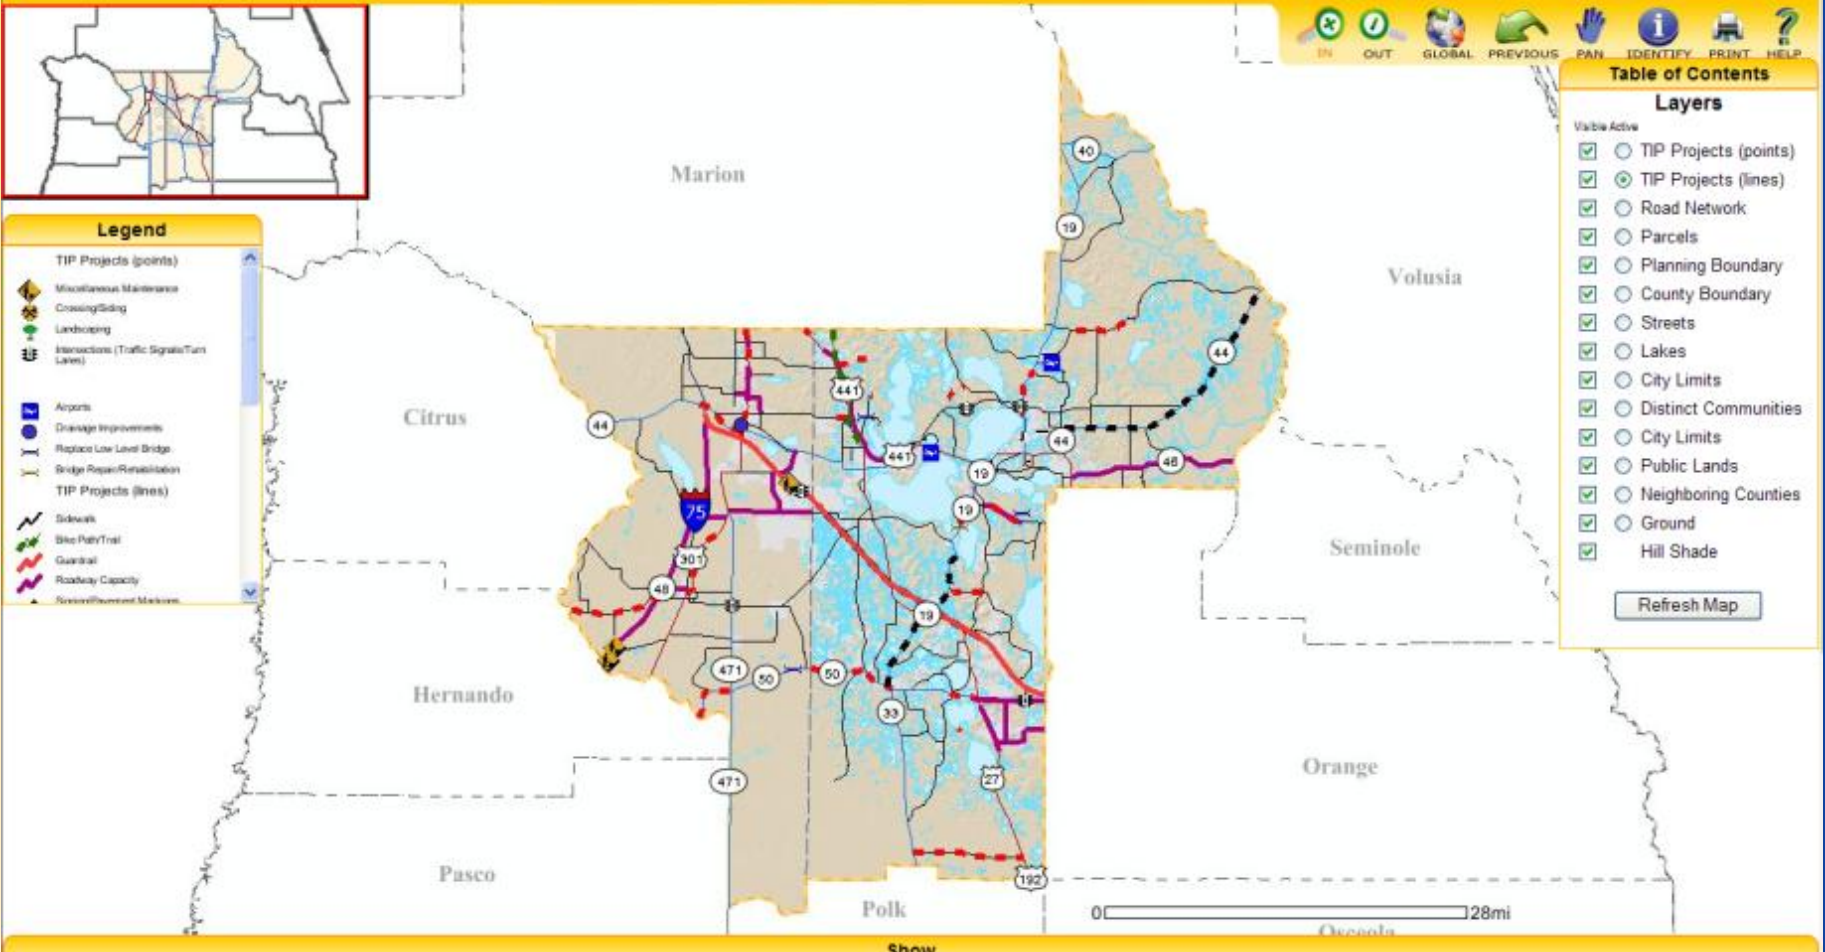 IN OUT GLOBAL PREVIOUS PAN IDENTIFY PRINT HELP
Table of Contents
Layers
Visible Active
TIP Projects (points)
TIP Projects (lines)
Road Network
Parcels
Planning Boundary
County Boundary
Streets
Lakes
City Limits
Distinct Communities
City Limits
Public Lands
Neighboring Counties
Ground
Hill Shade
Refresh Map
Legend
TIP Projects (points)
Miscellaneous Maintenance
Crossing/Siding
Landscaping
Intersections (Traffic Signals/Turn
Lanes)
Airports
Drainage Improvements
Replace Low Level Bridge
Bridge Repair/Rehabilitation
TIP Projects (lines)
Sidewalk
Bike Path/Trail
Guardrail
Roadway Capacity
Signing/Pavement Markings
Marion
Volusia
Citrus
Seminole
Hernando
Orange
Pasco
Polk
Osceola
40
19
44
441
44
44
441
19
46
19
75
301
48
19
471
50
50
33
471
27
192
0 28mi
Show